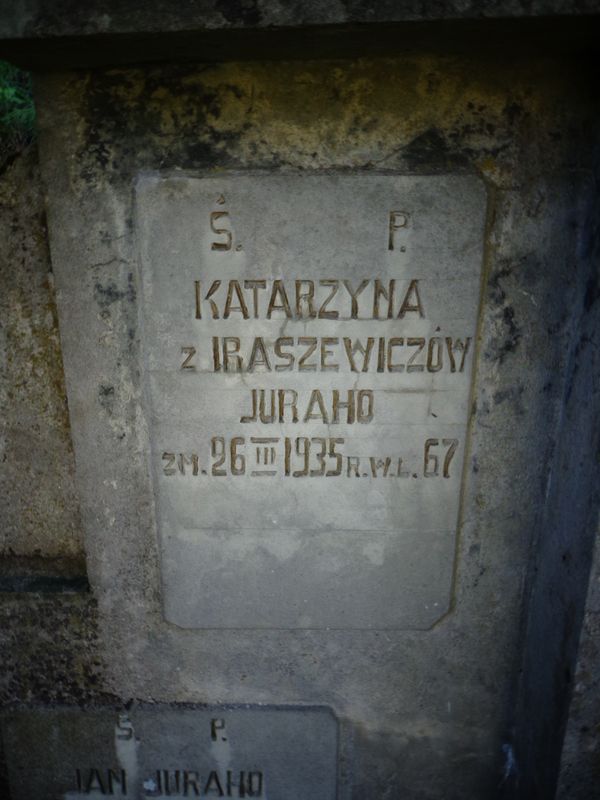 Ś. P.
KATARZYNA
z IRASZEWICZÓW
JURAHO
ZM. 26 III 1935 R. W. L. 67
Ś P.
JAN JURAHO